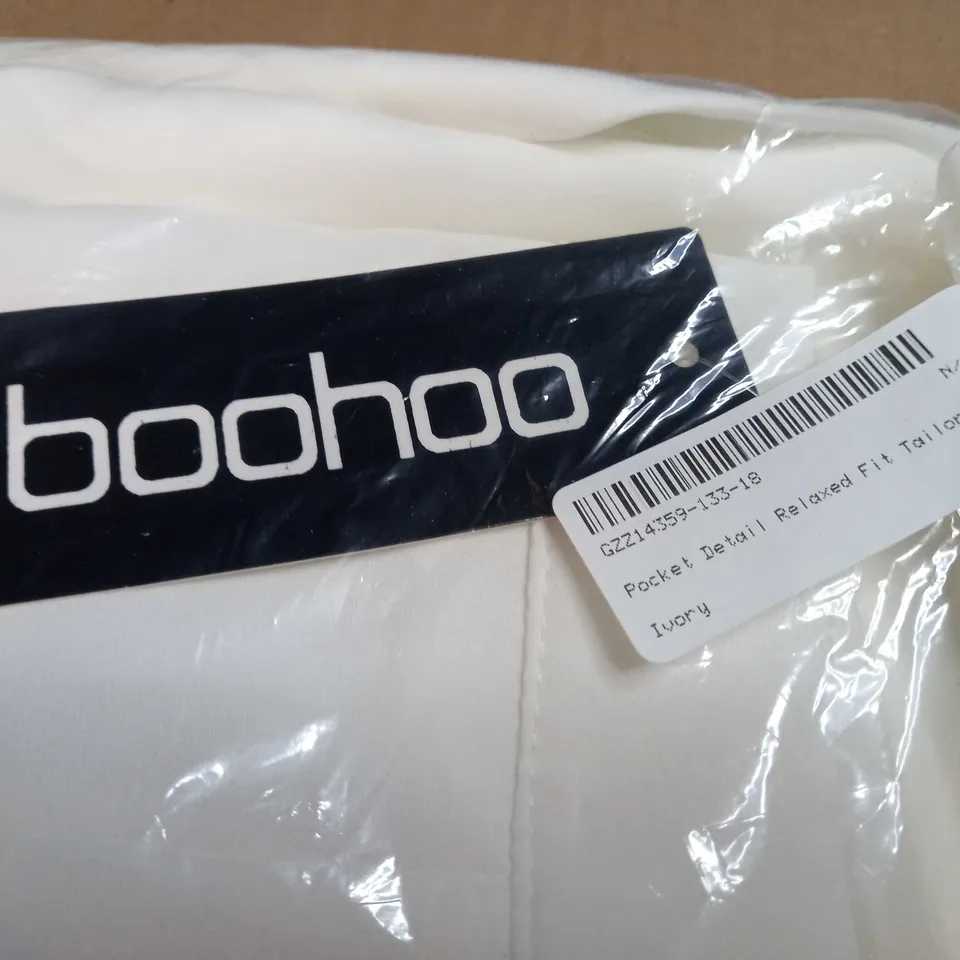 boohoo
N/
GZZ14359-133-18
Pocket Detail Relaxed Fit Tailor
Ivory